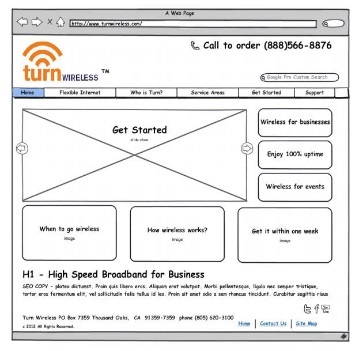 A Web Page
http://www.turnwireless.com/
Call to order (888)566-8876
turn WIRELESS TM
Google Pro Custom Search
Home Flexible Internet Who is Turn? Service Areas Get Started Support
Get Started
slide show
Wireless for businesses
Enjoy 100% uptime
Wireless for events
When to go wireless
image
How wireless works?
image
Get it within one week
image
H1 - High Speed Broadband for Business
SEO COPY - platea dictumst. Proin quis libero eros. Aliquam erat volutpat. Morbi pellentesque, ligula nec semper tristique,
tortor eros fermentum elit, vel sollicitudin felis tellus id leo. Proin sit amet odio a sem rhoncus tincidunt. Curabitur sagittis risus
Turn Wireless PO Box 7359 Thousand Oaks, CA 91359-7359 phone (805) 620-3100
c 2012 All Rights Reserved.
Home | Contact Us | Site Map